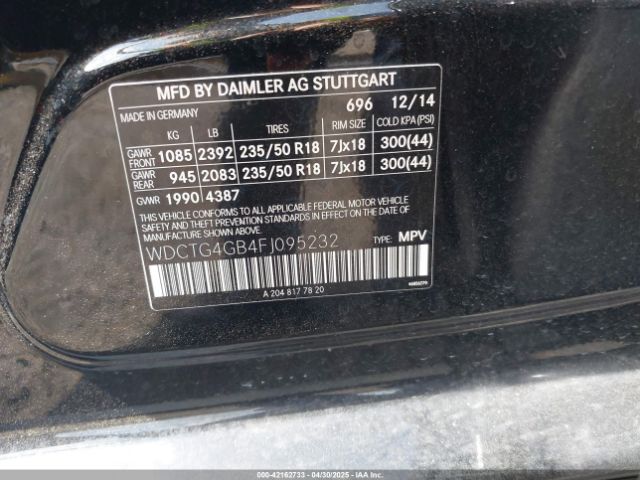 MFD BY DAIMLER AG STUTTGART
MADE IN GERMANY 696 12/14
KG LB TIRES RIM SIZE COLD KPA (PSI)
GAWR FRONT 1085 2392 235/50 R18 7Jx18 300(44)
GAWR REAR 945 2083 235/50 R18 7Jx18 300(44)
GVWR 1990 4387
THIS VEHICLE CONFORMS TO ALL APPLICABLE FEDERAL MOTOR VEHICLE
SAFETY AND THEFT PREVENTION STANDARDS IN EFFECT ON THE DATE OF
MANUFACTURE SHOWN ABOVE.
WDCTG4GB4FJ095232 TYPE: MPV
A 204 817 78 20
000-42162733 - 04/30/2025 - IAAI.COM